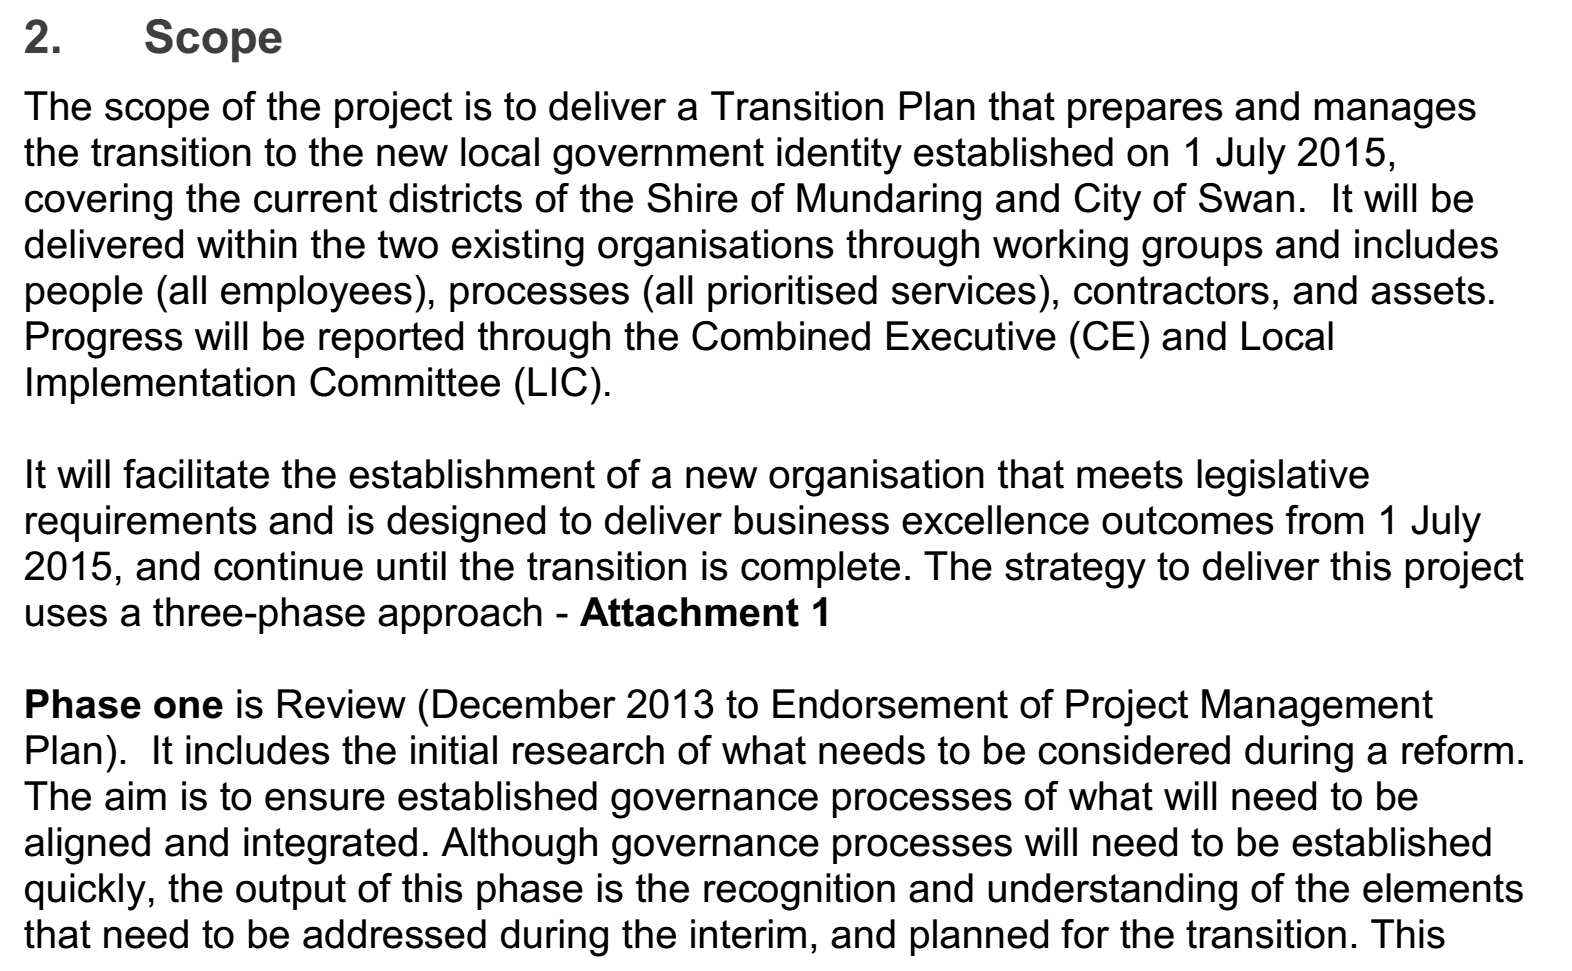 2. Scope
The scope of the project is to deliver a Transition Plan that prepares and manages
the transition to the new local government identity established on 1 July 2015,
covering the current districts of the Shire of Mundaring and City of Swan.  It will be
delivered within the two existing organisations through working groups and includes
people (all employees), processes (all prioritised services), contractors, and assets.
Progress will be reported through the Combined Executive (CE) and Local
Implementation Committee (LIC).
It will facilitate the establishment of a new organisation that meets legislative
requirements and is designed to deliver business excellence outcomes from 1 July
2015, and continue until the transition is complete. The strategy to deliver this project
uses a three-phase approach - Attachment 1
Phase one is Review (December 2013 to Endorsement of Project Management
Plan).  It includes the initial research of what needs to be considered during a reform.
The aim is to ensure established governance processes of what will need to be
aligned and integrated. Although governance processes will need to be established
quickly, the output of this phase is the recognition and understanding of the elements
that need to be addressed during the interim, and planned for the transition. This